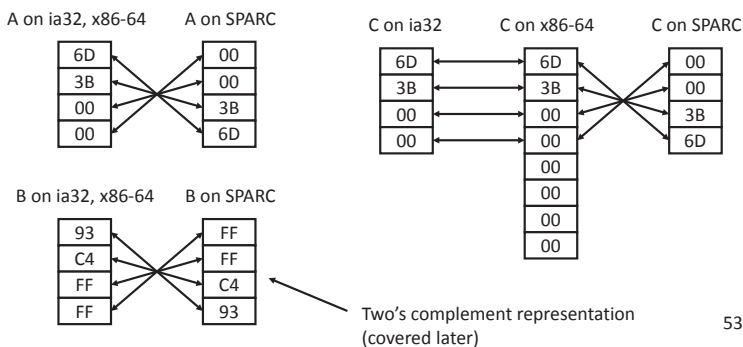 A on ia32, x86-64
A on SPARC
6D
3B
00
00
00
00
3B
6D
C on ia32
C on x86-64
C on SPARC
6D
3B
00
00
6D
3B
00
00
00
00
00
00
00
00
3B
6D
B on ia32, x86-64
B on SPARC
93
C4
FF
FF
FF
FF
C4
93
Two's complement representation
(covered later)
53